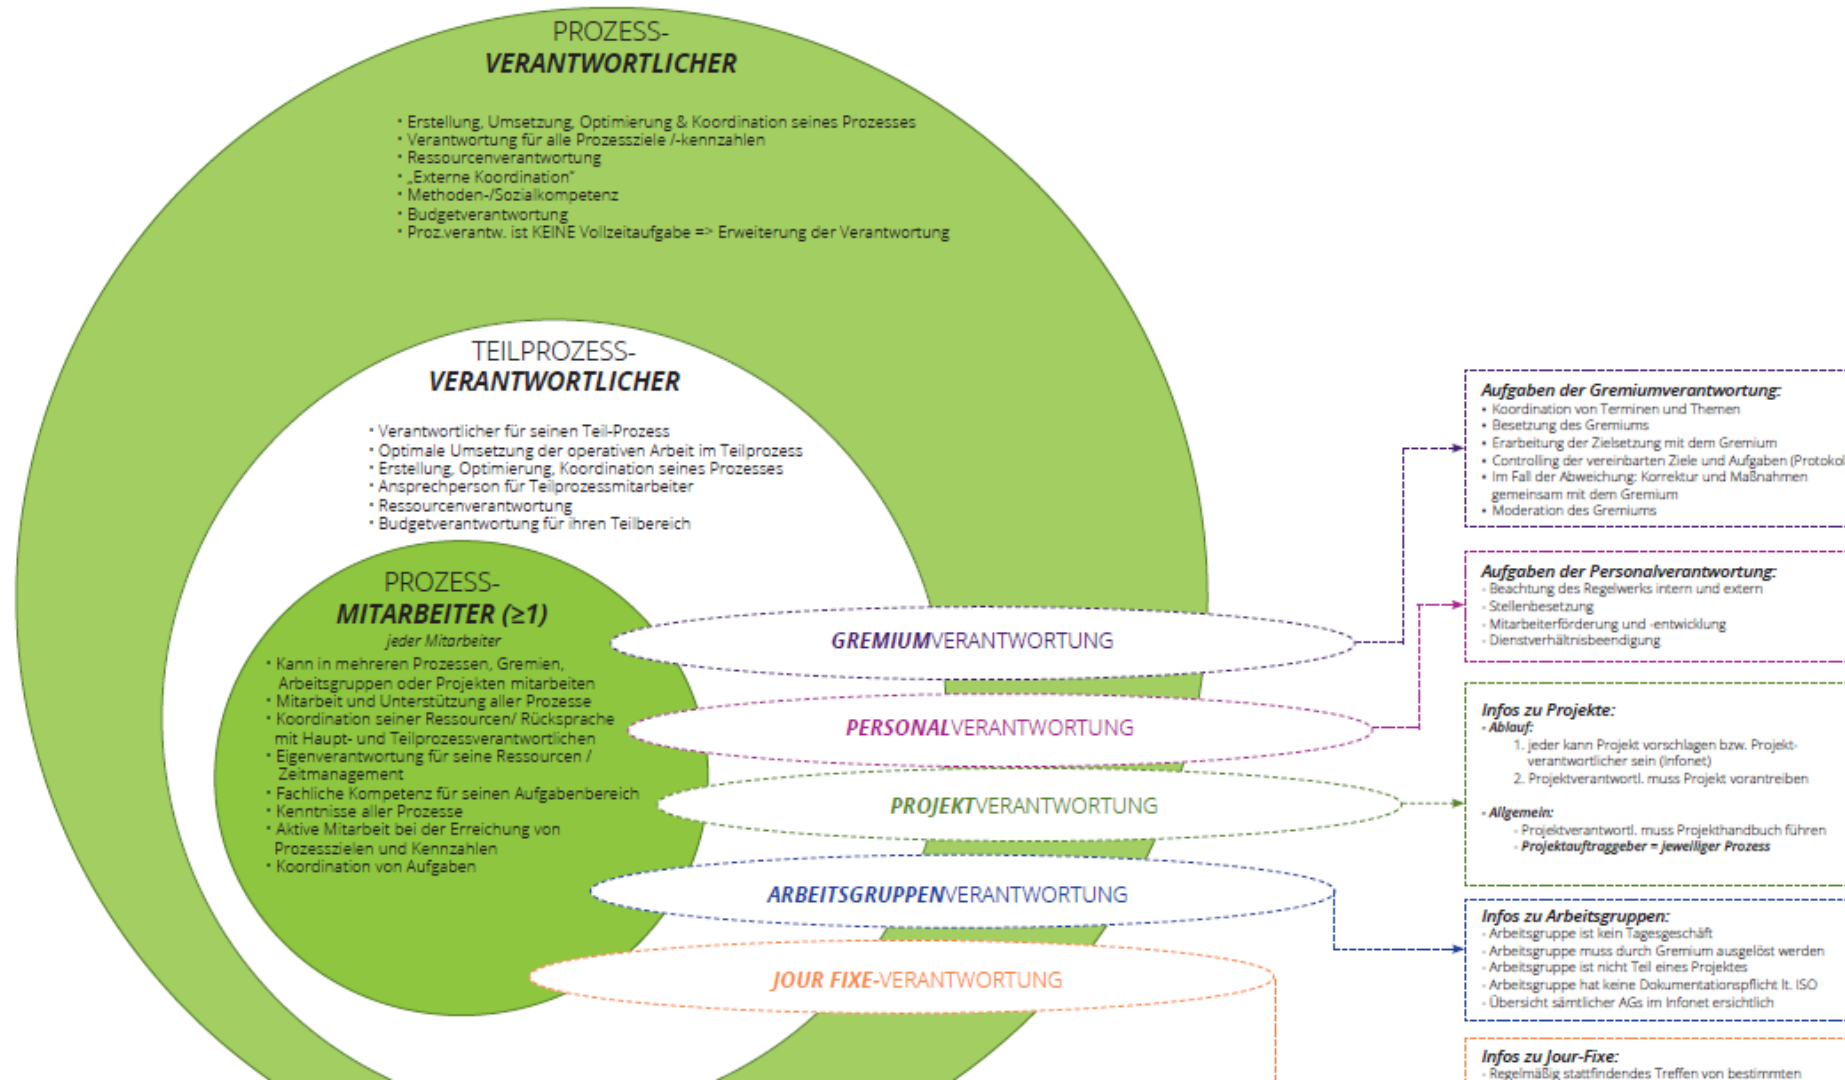 PROZESS-
VERANTWORTLICHER
• Erstellung, Umsetzung, Optimierung & Koordination seines Prozesses
• Verantwortung für alle Prozessziele /-kennzahlen
• Ressourcenverantwortung
• „Externe Koordination“
• Methoden-/Sozialkompetenz
• Budgetverantwortung
• Proz.verantw. ist KEINE Vollzeitaufgabe => Erweiterung der Verantwortung
TEILPROZESS-
VERANTWORTLICHER
• Verantwortlicher für seinen Teil-Prozess
• Optimale Umsetzung der operativen Arbeit im Teilprozess
• Erstellung, Optimierung, Koordination seines Prozesses
• Ansprechperson für Teilprozessmitarbeiter
• Ressourcenverantwortung
• Budgetverantwortung für ihren Teilbereich
PROZESS-
MITARBEITER (≥1)
jeder Mitarbeiter
• Kann in mehreren Prozessen, Gremien,
Arbeitsgruppen oder Projekten mitarbeiten
• Mitarbeit und Unterstützung aller Prozesse
• Koordination seiner Ressourcen/ Rücksprache
mit Haupt- und Teilprozessverantwortlichen
• Eigenverantwortung für seine Ressourcen /
Zeitmanagement
• Fachliche Kompetenz für seinen Aufgabenbereich
• Kenntnisse aller Prozesse
• Aktive Mitarbeit bei der Erreichung von
Prozesszielen und Kennzahlen
• Koordination von Aufgaben
GREMIUMVERANTWORTUNG
PERSONALVERANTWORTUNG
PROJEKTVERANTWORTUNG
ARBEITSGRUPPENVERANTWORTUNG
JOUR FIXE-VERANTWORTUNG
Aufgaben der Gremiumverantwortung:
• Koordination von Terminen und Themen
• Besetzung des Gremiums
• Erarbeitung der Zielsetzung mit dem Gremium
• Controlling der vereinbarten Ziele und Aufgaben (Protokol
• Im Fall der Abweichung: Korrektur und Maßnahmen
gemeinsam mit dem Gremium
• Moderation des Gremiums
Aufgaben der Personalverantwortung:
- Beachtung des Regelwerks intern und extern
- Stellenbesetzung
- Mitarbeiterförderung und -entwicklung
- Dienstverhältnisbeendigung
Infos zu Projekte:
- Ablauf:
1. jeder kann Projekt vorschlagen bzw. Projekt-
verantwortlicher sein (Infonet)
2. Projektverantwortl. muss Projekt vorantreiben
- Allgemein:
- Projektverantwortl. muss Projekthandbuch führen
- Projektauftraggeber = jeweiliger Prozess
Infos zu Arbeitsgruppen:
- Arbeitsgruppe ist kein Tagesgeschäft
- Arbeitsgruppe muss durch Gremium ausgelöst werden
- Arbeitsgruppe ist nicht Teil eines Projektes
- Arbeitsgruppe hat keine Dokumentationspflicht lt. ISO
- Übersicht sämtlicher AGs im Infonet ersichtlich
Infos zu Jour-Fixe:
- Regelmäßig stattfindendes Treffen von bestimmten